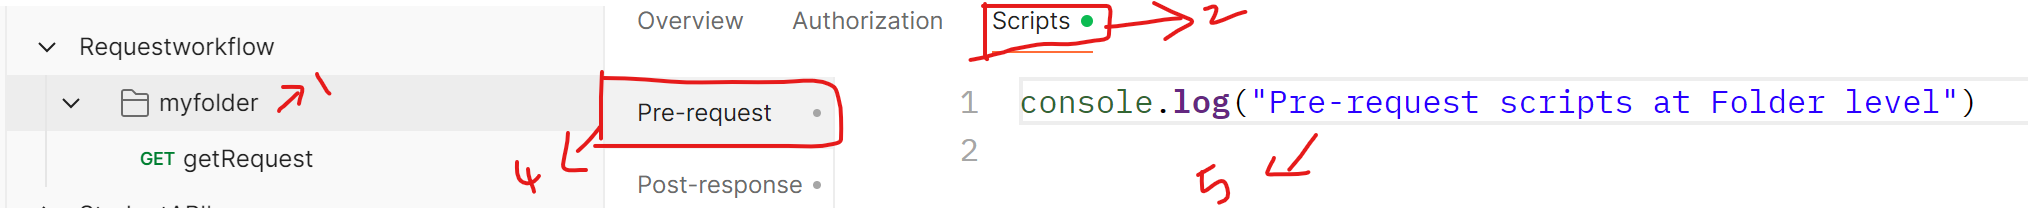 Overview Authorization Scripts 2
Requestworkflow
myfolder 1
1 console.log("Pre-request scripts at Folder level")
Pre-request
2
GET getRequest
4
Post-response
5